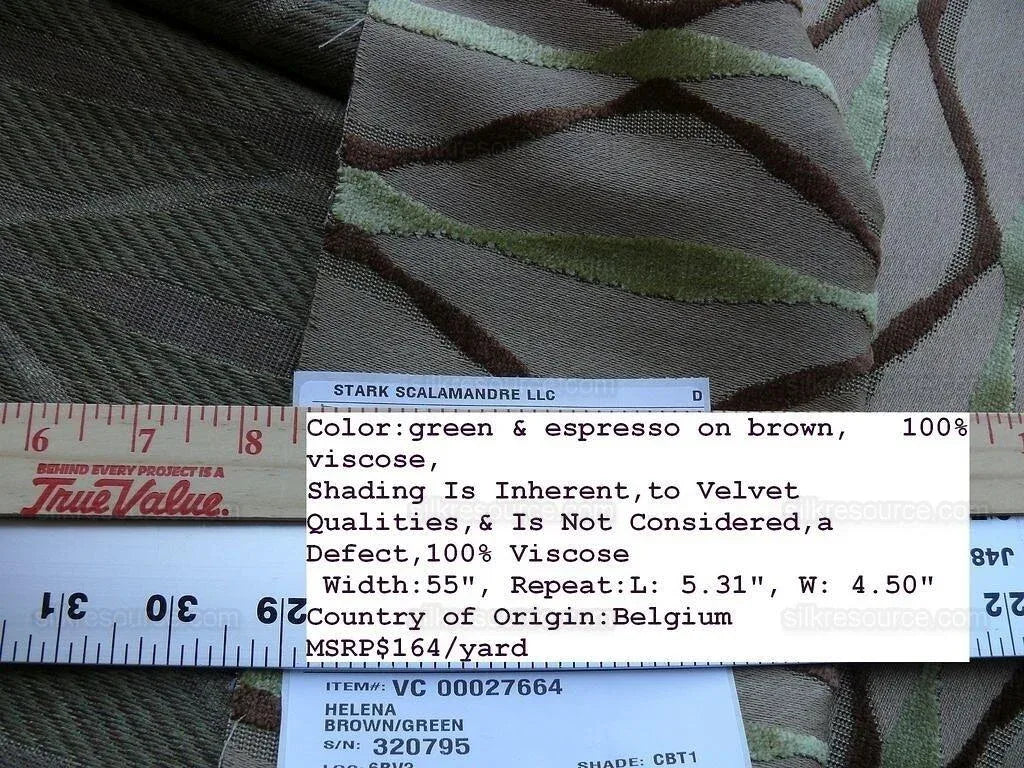 STARK SCALAMANDRE LLC D
6 7 8
Color:green & espresso on brown, 100%
viscose,
BEHIND EVERY PROJECT IS A
True Value.
Shading Is Inherent,to Velvet
Qualities,& Is Not Considered,a
Defect,100% Viscose
Width:55", Repeat:L: 5.31", W: 4.50"
Country of Origin:Belgium
MSRP$164/yard
31 30 29 22
ITEM#: VC 00027664
HELENA
BROWN/GREEN
S/N: 320795
SHADE: CBT1
silkresource.com